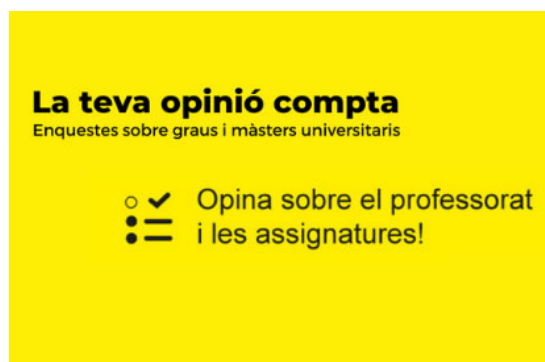 La teva opinió compta
Enquestes sobre graus i màsters universitaris
Opina sobre el professorat
i les assignatures!